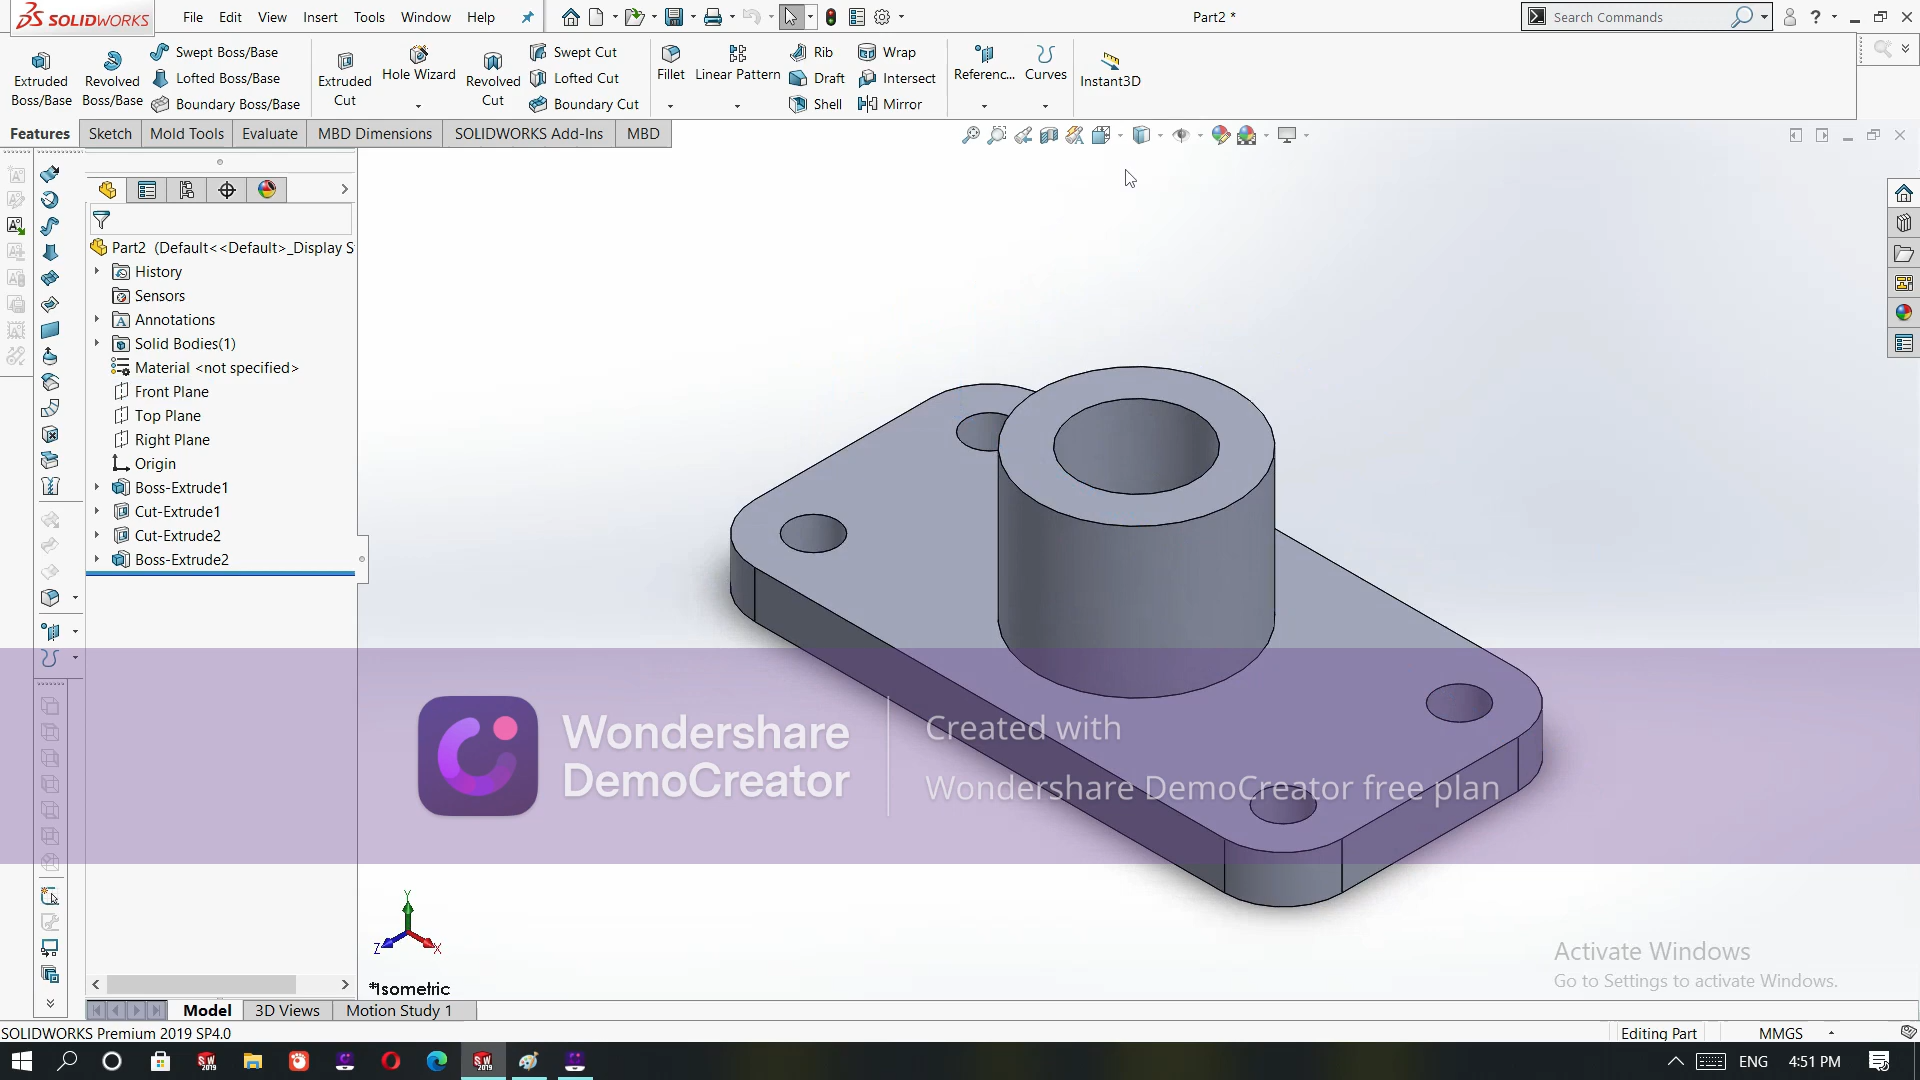 SOLIDWORKS
File Edit View Insert Tools Window Help
Part2 *
Search Commands
Extruded Boss/Base
Revolved Boss/Base
Swept Boss/Base
Lofted Boss/Base
Boundary Boss/Base
Extruded Cut
Hole Wizard
Revolved Cut
Swept Cut
Lofted Cut
Boundary Cut
Fillet
Linear Pattern
Rib
Draft
Shell
Wrap
Intersect
Mirror
Referenc...
Curves
Instant3D
Features Sketch Mold Tools Evaluate MBD Dimensions SOLIDWORKS Add-Ins MBD
Part2 (Default<<Default>_Display S
History
Sensors
Annotations
Solid Bodies(1)
Material <not specified>
Front Plane
Top Plane
Right Plane
Origin
Boss-Extrude1
Cut-Extrude1
Cut-Extrude2
Boss-Extrude2
Wondershare
DemoCreator
Created with
Wondershare DemoCreator free plan
Y
Z
X
*Isometric
Activate Windows
Go to Settings to activate Windows.
Model 3D Views Motion Study 1
SOLIDWORKS Premium 2019 SP4.0
Editing Part
MMGS
ENG
4:51 PM